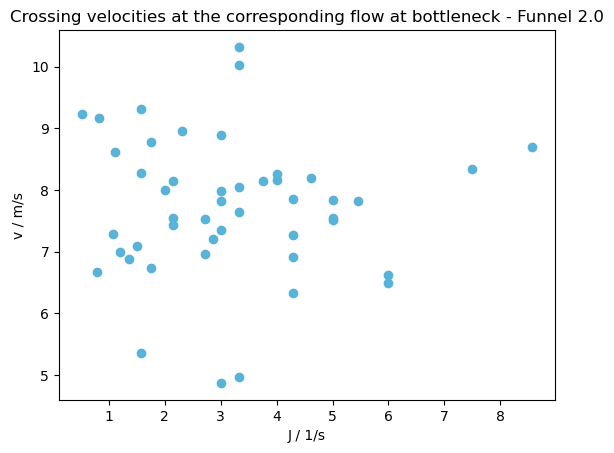 Crossing velocities at the corresponding flow at bottleneck - Funnel 2.0
10
9
8
7
6
5
v / m/s
1 2 3 4 5 6 7 8
J / 1/s